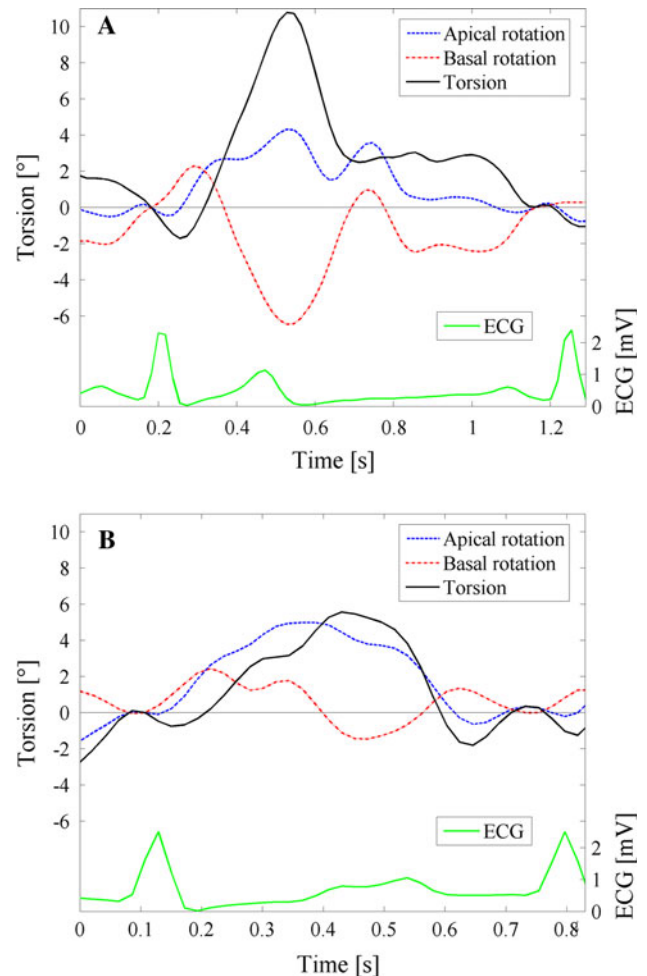 A
Apical rotation
Basal rotation
Torsion
10
8
6
4
2
0
-2
-4
-6
Torsion [°]
ECG
2
1
0
ECG [mV]
0 0.2 0.4 0.6 0.8 1 1.2
Time [s]
B
Apical rotation
Basal rotation
Torsion
10
8
6
4
2
0
-2
-4
-6
Torsion [°]
ECG
2
1
0
ECG [mV]
0 0.1 0.2 0.3 0.4 0.5 0.6 0.7 0.8
Time [s]